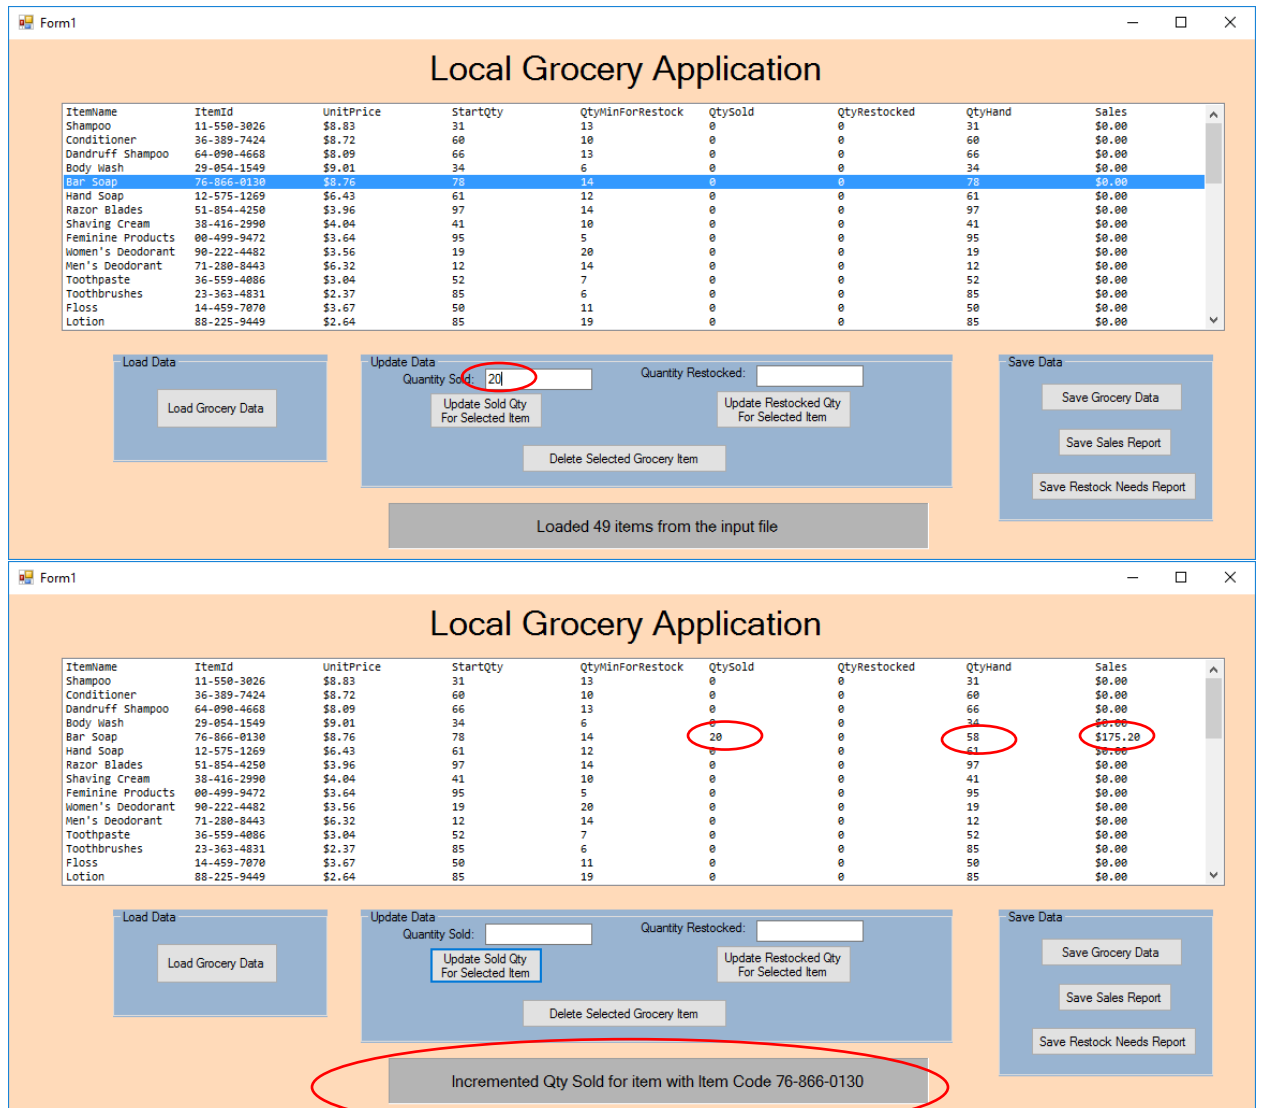 Form1
Local Grocery Application
ItemName ItemId UnitPrice StartQty QtyMinForRestock QtySold QtyRestocked QtyHand Sales
Shampoo 11-550-3026 $8.83 31 13 0 0 31 $0.00
Conditioner 36-389-7424 $8.72 60 10 0 0 60 $0.00
Dandruff Shampoo 64-090-4668 $8.09 66 13 0 0 66 $0.00
Body Wash 29-054-1549 $9.01 34 6 0 0 34 $0.00
Bar Soap 76-866-0130 $8.76 78 14 0 0 78 $0.00
Hand Soap 12-575-1269 $6.43 61 12 0 0 61 $0.00
Razor Blades 51-854-4250 $3.96 97 14 0 0 97 $0.00
Shaving Cream 38-416-2990 $4.04 41 10 0 0 41 $0.00
Feminine Products 00-499-9472 $3.64 95 5 0 0 95 $0.00
Women's Deodorant 90-222-4482 $3.56 19 20 0 0 19 $0.00
Men's Deodorant 71-280-8443 $6.32 12 14 0 0 12 $0.00
Toothpaste 36-559-4086 $3.04 52 7 0 0 52 $0.00
Toothbrushes 23-363-4831 $2.37 85 6 0 0 85 $0.00
Floss 14-459-7070 $3.67 50 11 0 0 50 $0.00
Lotion 88-225-9449 $2.64 85 19 0 0 85 $0.00
Load Data
Load Grocery Data
Update Data
Quantity Sold: 20
Quantity Restocked:
Update Sold Qty
For Selected Item
Update Restocked Qty
For Selected Item
Delete Selected Grocery Item
Save Data
Save Grocery Data
Save Sales Report
Save Restock Needs Report
Loaded 49 items from the input file
Form1
Local Grocery Application
ItemName ItemId UnitPrice StartQty QtyMinForRestock QtySold QtyRestocked QtyHand Sales
Shampoo 11-550-3026 $8.83 31 13 0 0 31 $0.00
Conditioner 36-389-7424 $8.72 60 10 0 0 60 $0.00
Dandruff Shampoo 64-090-4668 $8.09 66 13 0 0 66 $0.00
Body Wash 29-054-1549 $9.01 34 6 0 0 34 $0.00
Bar Soap 76-866-0130 $8.76 78 14 20 0 58 $175.20
Hand Soap 12-575-1269 $6.43 61 12 0 0 61 $0.00
Razor Blades 51-854-4250 $3.96 97 14 0 0 97 $0.00
Shaving Cream 38-416-2990 $4.04 41 10 0 0 41 $0.00
Feminine Products 00-499-9472 $3.64 95 5 0 0 95 $0.00
Women's Deodorant 90-222-4482 $3.56 19 20 0 0 19 $0.00
Men's Deodorant 71-280-8443 $6.32 12 14 0 0 12 $0.00
Toothpaste 36-559-4086 $3.04 52 7 0 0 52 $0.00
Toothbrushes 23-363-4831 $2.37 85 6 0 0 85 $0.00
Floss 14-459-7070 $3.67 50 11 0 0 50 $0.00
Lotion 88-225-9449 $2.64 85 19 0 0 85 $0.00
Load Data
Load Grocery Data
Update Data
Quantity Sold:
Quantity Restocked:
Update Sold Qty
For Selected Item
Update Restocked Qty
For Selected Item
Delete Selected Grocery Item
Save Data
Save Grocery Data
Save Sales Report
Save Restock Needs Report
Incremented Qty Sold for item with Item Code 76-866-0130